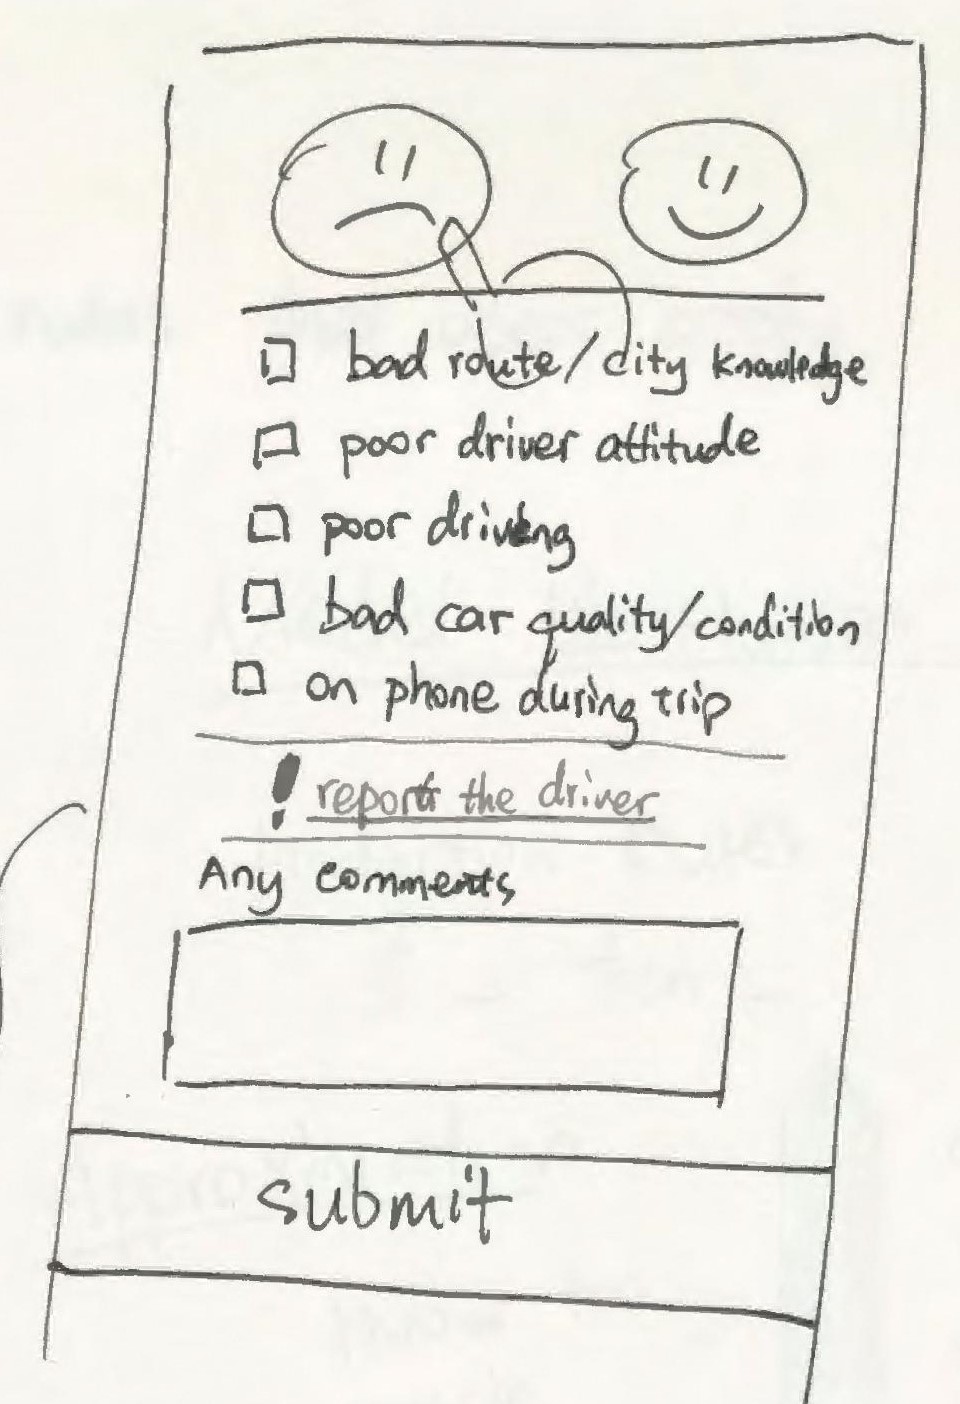 bad route/city knowledge
poor driver attitude
poor driving
bad car quality/condition
on phone during trip
! report the driver
Any comments
submit